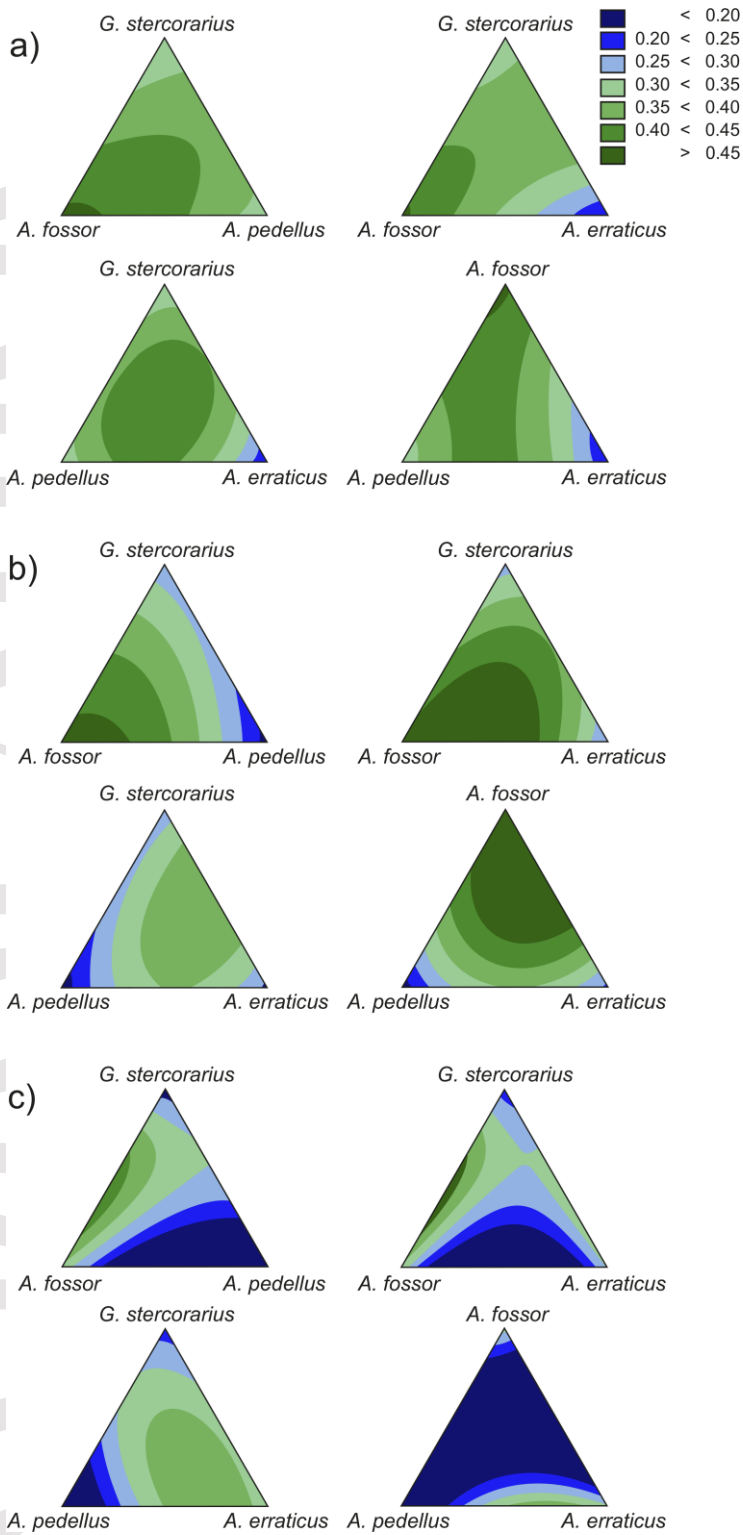 a)
G. stercorarius
G. stercorarius
< 0.20
0.20 < 0.25
0.25 < 0.30
0.30 < 0.35
0.35 < 0.40
0.40 < 0.45
> 0.45
A. fossor
A. pedellus
A. fossor
A. erraticus
G. stercorarius
A. fossor
A. pedellus
A. erraticus
A. pedellus
A. erraticus
b)
G. stercorarius
G. stercorarius
A. fossor
A. pedellus
A. fossor
A. erraticus
G. stercorarius
A. fossor
A. pedellus
A. erraticus
A. pedellus
A. erraticus
c)
G. stercorarius
G. stercorarius
A. fossor
A. pedellus
A. fossor
A. erraticus
G. stercorarius
A. fossor
A. pedellus
A. erraticus
A. pedellus
A. erraticus